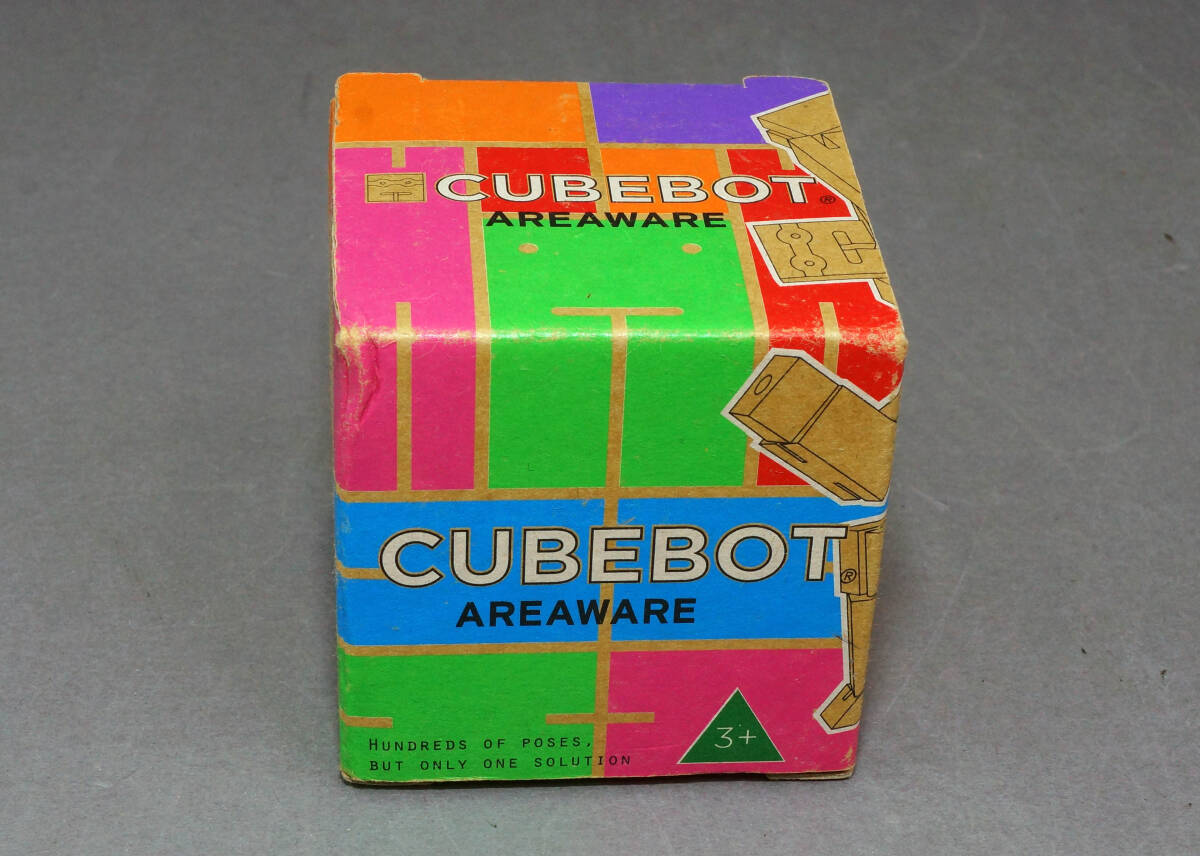 CUBEBOT®
AREAWARE
CUBEBOT®
AREAWARE
HUNDREDS OF POSES,
BUT ONLY ONE SOLUTION
3+